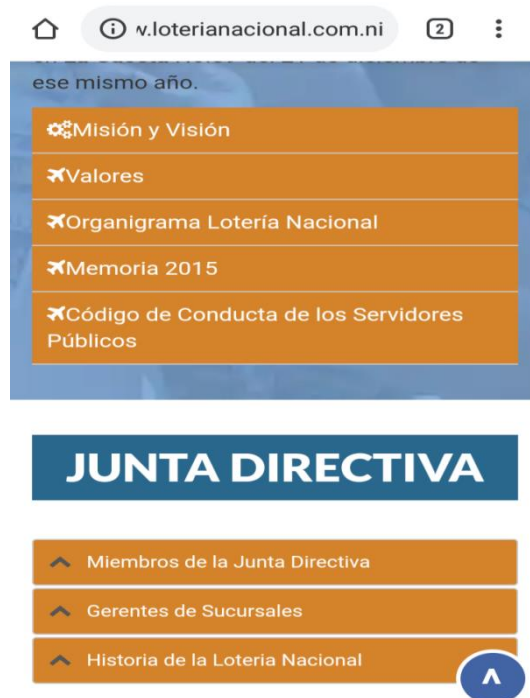 v.loterianacional.com.ni
2
ese mismo año.
Misión y Visión
Valores
Organigrama Lotería Nacional
Memoria 2015
Código de Conducta de los Servidores
Públicos
JUNTA DIRECTIVA
Miembros de la Junta Directiva
Gerentes de Sucursales
Historia de la Loteria Nacional